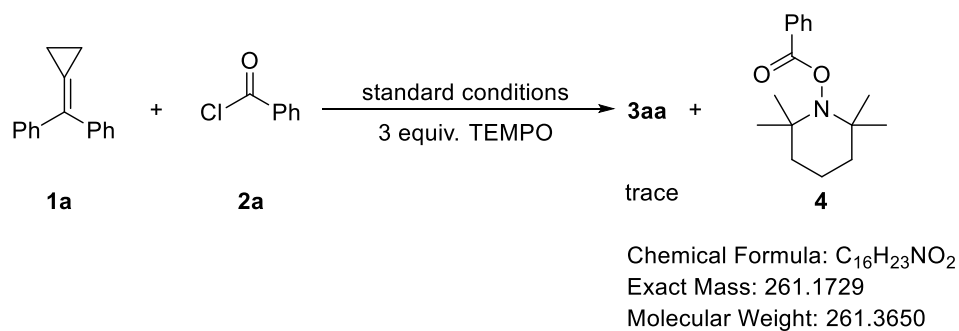 Ph
O
O
O
N
Ph Ph
+
Cl
Ph
standard conditions
3 equiv. TEMPO
3aa +
1a
2a
trace
4
Chemical Formula: C₁₆H₂₃NO₂
Exact Mass: 261.1729
Molecular Weight: 261.3650